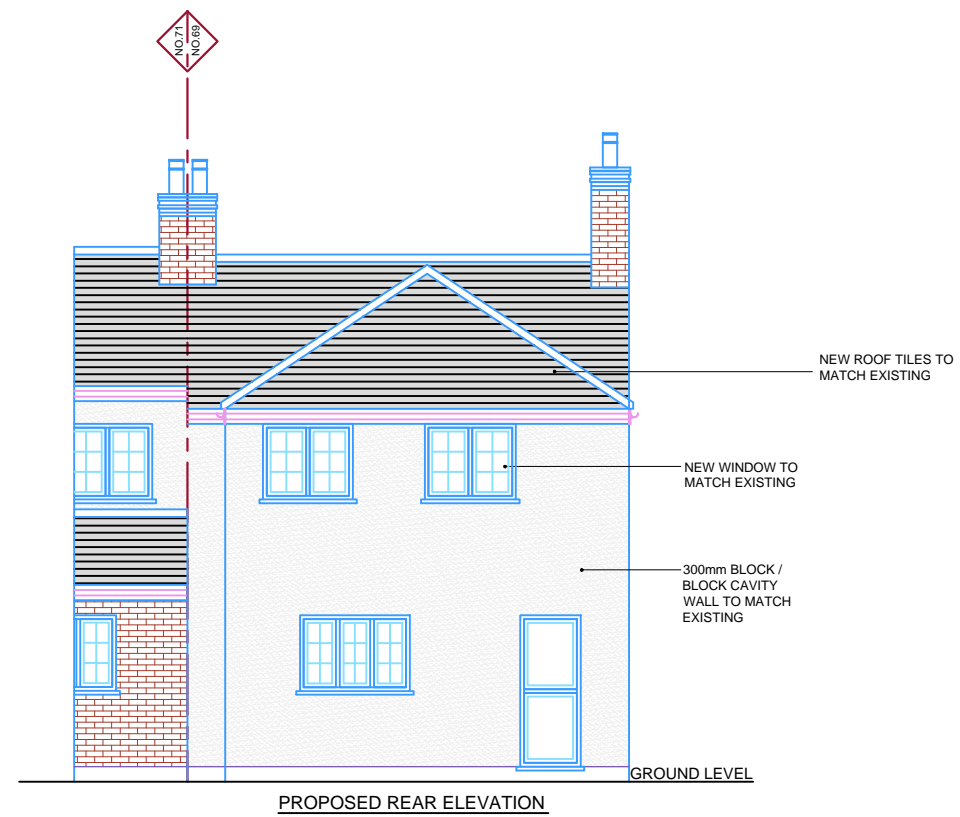 NO.71
NO.69
NEW ROOF TILES TO
MATCH EXISTING
NEW WINDOW TO
MATCH EXISTING
300mm BLOCK /
BLOCK CAVITY
WALL TO MATCH
EXISTING
GROUND LEVEL
PROPOSED REAR ELEVATION